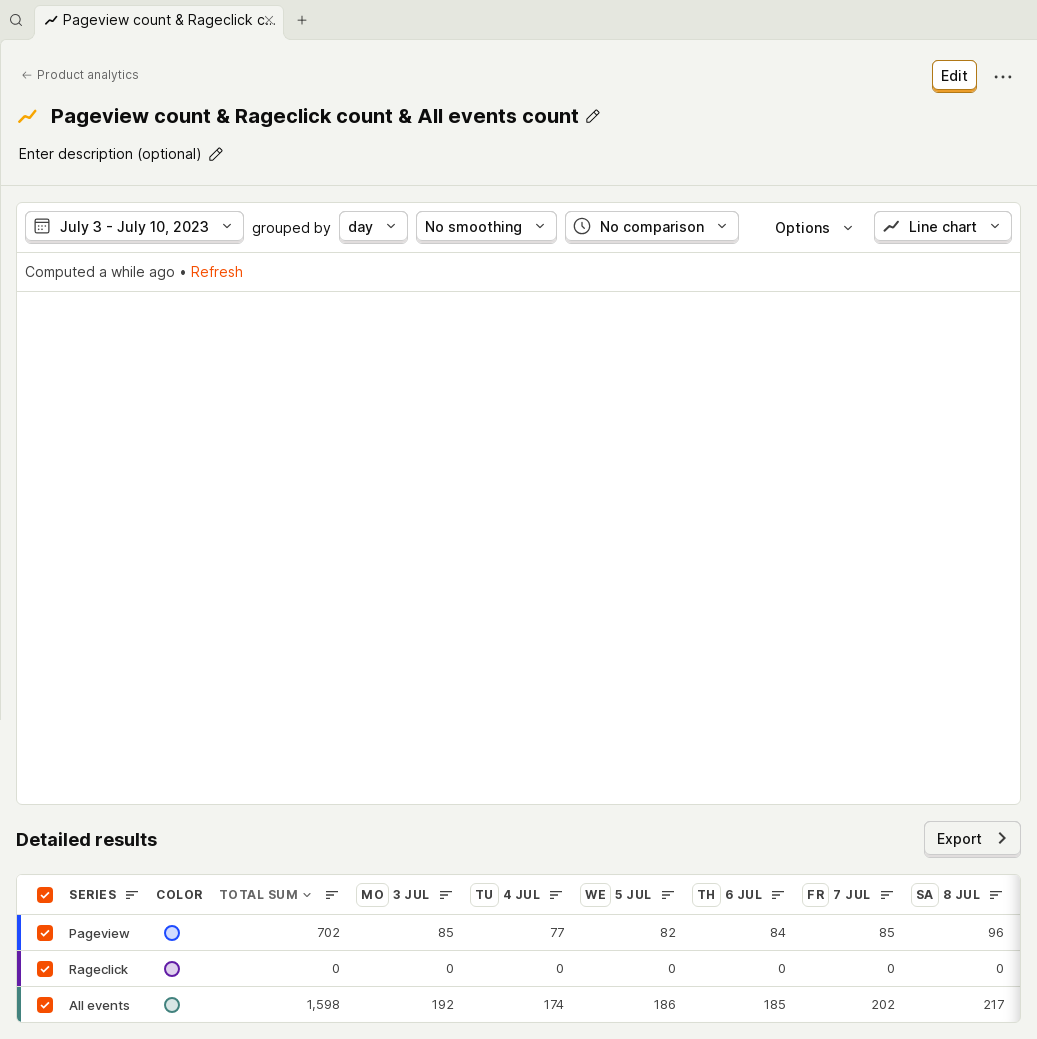 Pageview count & Rageclick c...
Product analytics
Edit
Pageview count & Rageclick count & All events count
Enter description (optional)
July 3 - July 10, 2023 grouped by day No smoothing No comparison Options Line chart
Computed a while ago • Refresh
Detailed results
Export
SERIES COLOR TOTAL SUM MO 3 JUL TU 4 JUL WE 5 JUL TH 6 JUL FR 7 JUL SA 8 JUL
Pageview 702 85 77 82 84 85 96
Rageclick 0 0 0 0 0 0 0
All events 1,598 192 174 186 185 202 217